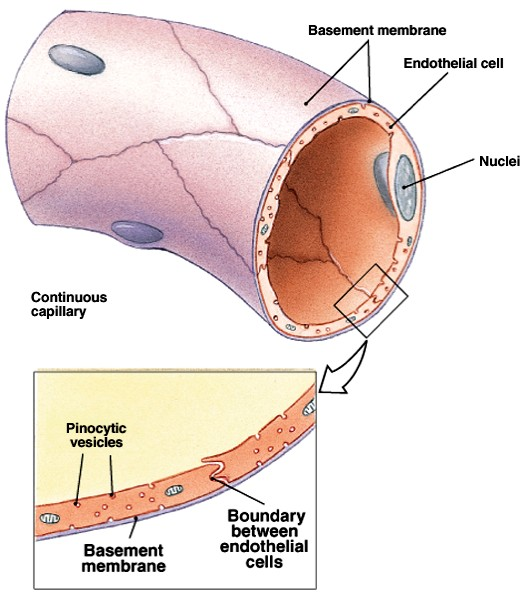 Basement membrane
Endothelial cell
Nuclei
Continuous
capillary
Pinocytic
vesicles
Boundary
between
endothelial
cells
Basement
membrane